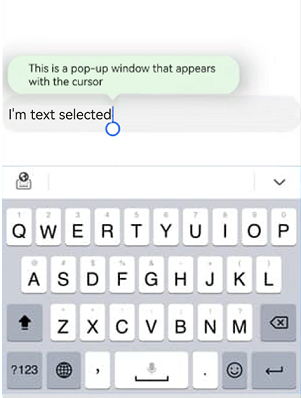 This is a pop-up window that appears
with the cursor
I'm text selected
1 2 3 4 5 6 7 8 9 0
Q W E R T Y U I O P
A S D F G H J K L
Z X C V B N M
?123 , .